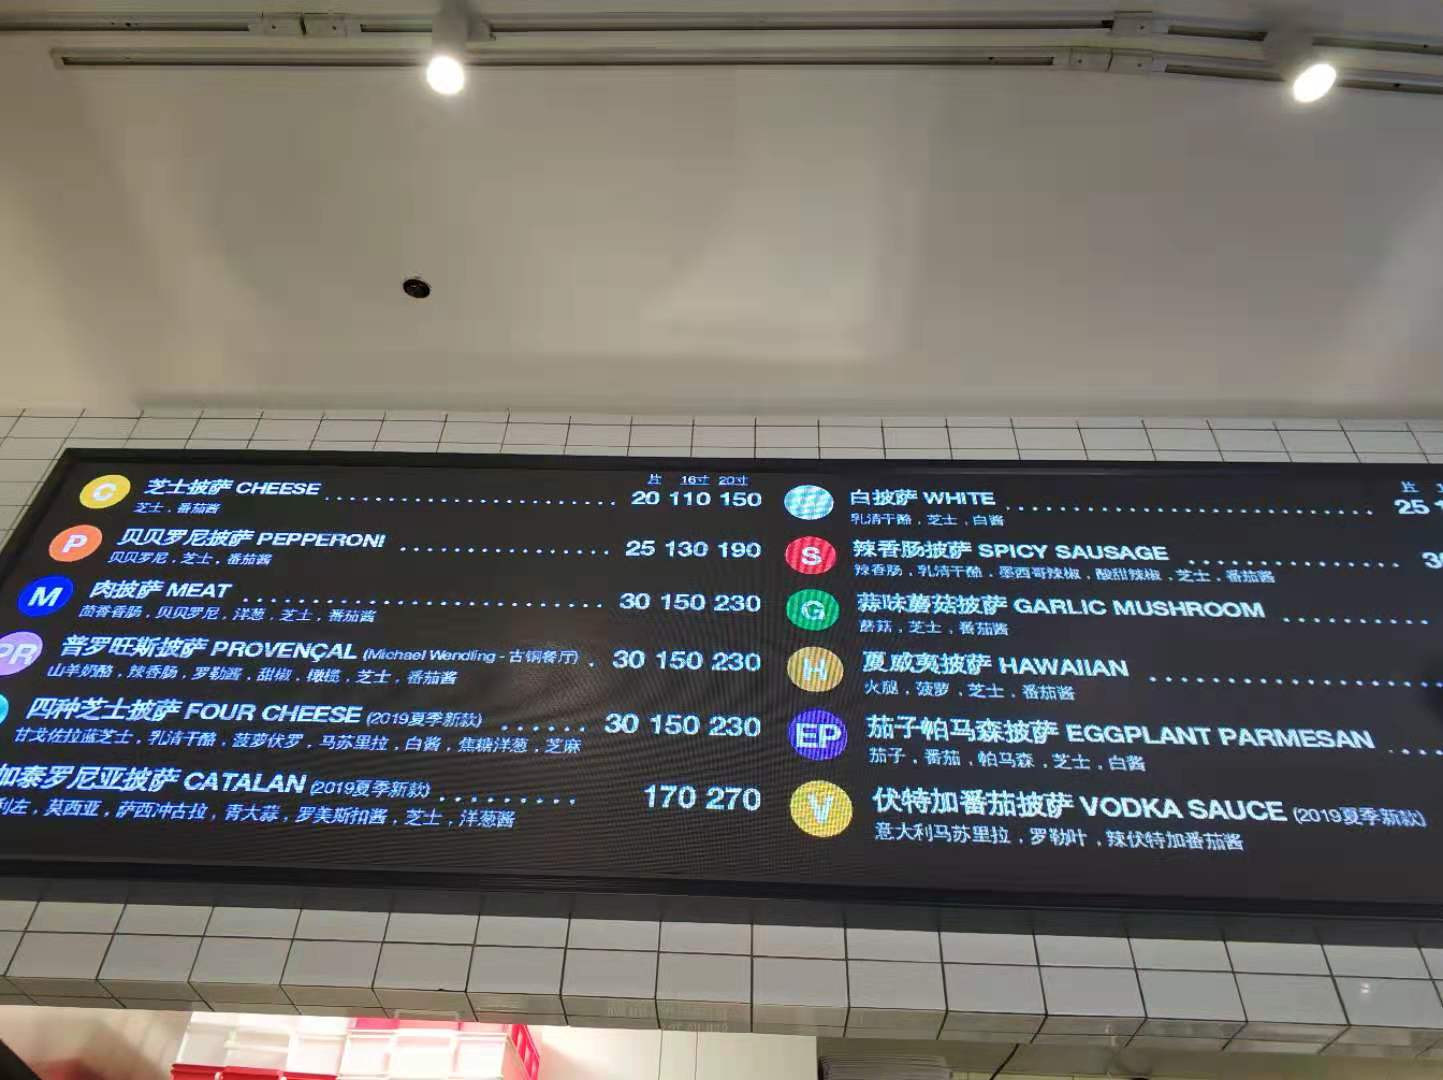 片 16寸 20寸
C 芝士披萨 CHEESE 20 110 150
芝士，番茄酱
P 贝贝罗尼披萨 PEPPERONI 25 130 190
贝贝罗尼，芝士，番茄酱
M 肉披萨 MEAT 30 150 230
茴香香肠，贝贝罗尼，洋葱，芝士，番茄酱
PR 普罗旺斯披萨 PROVENÇAL (Michael Wendling - 古铜餐厅) 30 150 230
山羊奶酪，辣香肠，罗勒酱，甜椒，橄榄，芝士，番茄酱
四种芝士披萨 FOUR CHEESE (2019夏季新款) 30 150 230
甘戈佐拉蓝芝士，乳清干酪，菠萝伏罗，马苏里拉，白酱，焦糖洋葱，芝麻
加泰罗尼亚披萨 CATALAN (2019夏季新款) 170 270
利左，莫西亚，萨西冲古拉，青大蒜，罗美斯扣酱，芝士，洋葱酱
片
W 白披萨 WHITE 25
乳清干酪，芝士，白酱
S 辣香肠披萨 SPICY SAUSAGE
辣香肠，乳清干酪，墨西哥辣椒，酸甜辣椒，芝士，番茄酱
G 蒜味蘑菇披萨 GARLIC MUSHROOM
蘑菇，芝士，番茄酱
H 夏威夷披萨 HAWAIIAN
火腿，菠萝，芝士，番茄酱
EP 茄子帕马森披萨 EGGPLANT PARMESAN
茄子，番茄，帕马森，芝士，白酱
V 伏特加番茄披萨 VODKA SAUCE (2019夏季新款)
意大利马苏里拉，罗勒叶，辣伏特加番茄酱